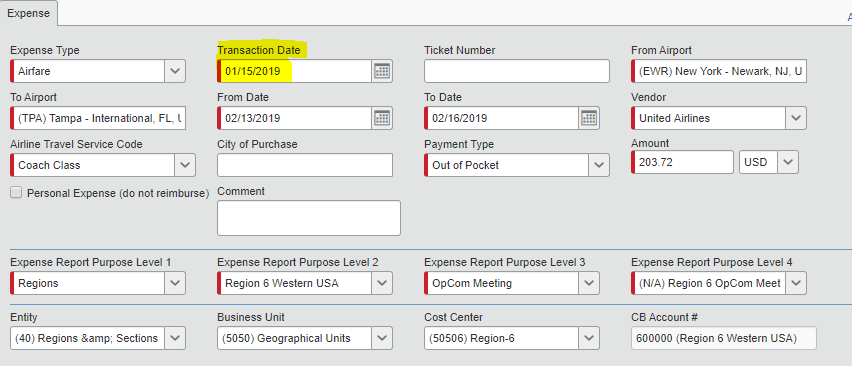 Expense
Expense Type Transaction Date Ticket Number From Airport
Airfare 01/15/2019 (EWR) New York - Newark, NJ, U
To Airport From Date To Date Vendor
(TPA) Tampa - International, FL, 02/13/2019 02/16/2019 United Airlines
Airline Travel Service Code City of Purchase Payment Type Amount
Coach Class Out of Pocket 203.72 USD
Personal Expense (do not reimburse) Comment
Expense Report Purpose Level 1 Expense Report Purpose Level 2 Expense Report Purpose Level 3 Expense Report Purpose Level 4
Regions Region 6 Western USA OpCom Meeting (N/A) Region 6 OpCom Meet
Entity Business Unit Cost Center CB Account #
(40) Regions &amp; Sections (5050) Geographical Units (50506) Region-6 600000 (Region 6 Western USA)